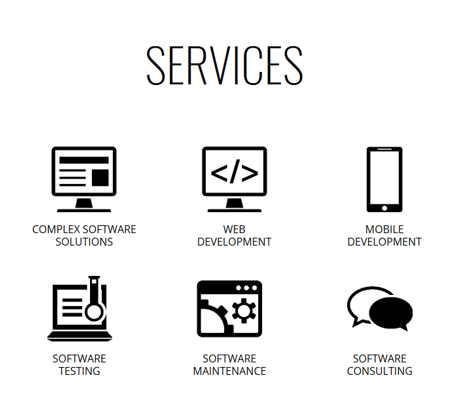 SERVICES
</>
COMPLEX SOFTWARE
SOLUTIONS
WEB
DEVELOPMENT
MOBILE
DEVELOPMENT
SOFTWARE
TESTING
SOFTWARE
MAINTENANCE
SOFTWARE
CONSULTING